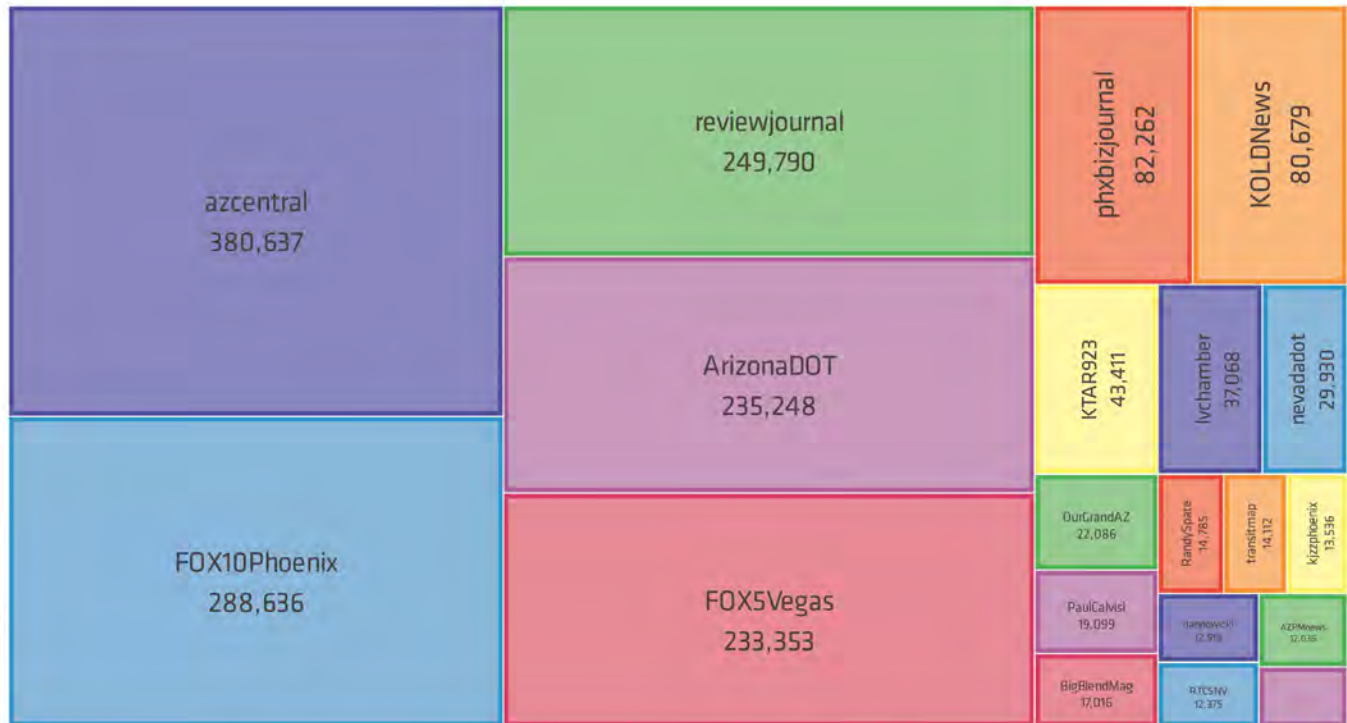 azcentral
380,637
FOX10Phoenix
288,636
reviewjournal
249,790
ArizonaDOT
235,248
FOX5Vegas
233,353
phxbizjournal
82,262
KOLDNews
80,679
KTAR923
43,411
lvchamber
37,068
nevadadot
29,930
OurGrandAZ
22,086
PaulCalvisi
19,099
BigBlendMag
17,016
RandySpate
14,785
transitmap
14,112
kjzzphoenix
13,536
AZPMnews
12,036
RTCSNV
12,375